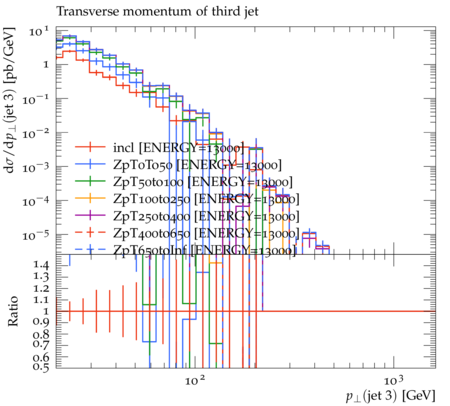 Transverse momentum of third jet
dσ/dp⊥(jet 3) [pb/GeV]
10¹
1
10⁻¹
10⁻²
10⁻³
10⁻⁴
10⁻⁵
incl [ENERGY=13000]
ZpT0To50 [ENERGY=13000]
ZpT50to100 [ENERGY=13000]
ZpT100to250 [ENERGY=13000]
ZpT250to400 [ENERGY=13000]
ZpT400to650 [ENERGY=13000]
ZpT650toInf [ENERGY=13000]
Ratio
1.4
1.3
1.2
1.1
1
0.9
0.8
0.7
0.6
0.5
10²
10³
p⊥(jet 3) [GeV]